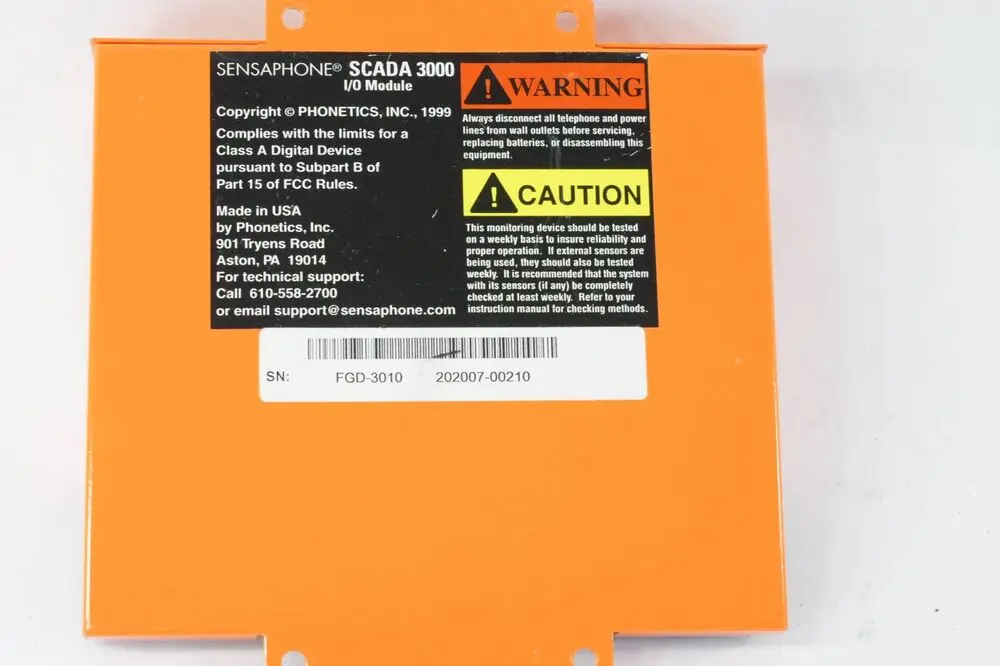 SENSAPHONE® SCADA 3000
I/O Module
Copyright © PHONETICS, INC., 1999
Complies with the limits for a
Class A Digital Device
pursuant to Subpart B of
Part 15 of FCC Rules.
Made in USA
by Phonetics, Inc.
901 Tryens Road
Aston, PA 19014
For technical support:
Call 610-558-2700
or email support@sensaphone.com
! WARNING
Always disconnect all telephone and power
lines from wall outlets before servicing,
replacing batteries, or disassembling this
equipment.
! CAUTION
This monitoring device should be tested
on a weekly basis to insure reliability and
proper operation. If external sensors are
being used, they should also be tested
weekly. It is recommended that the system
with its sensors (if any) be completely
checked at least weekly. Refer to your
instruction manual for checking methods.
SN: FGD-3010 202007-00210